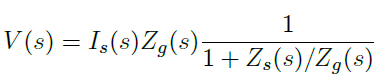 V(s) = I_s(s)Z_g(s) \frac{1}{1 + Z_s(s)/Z_g(s)}